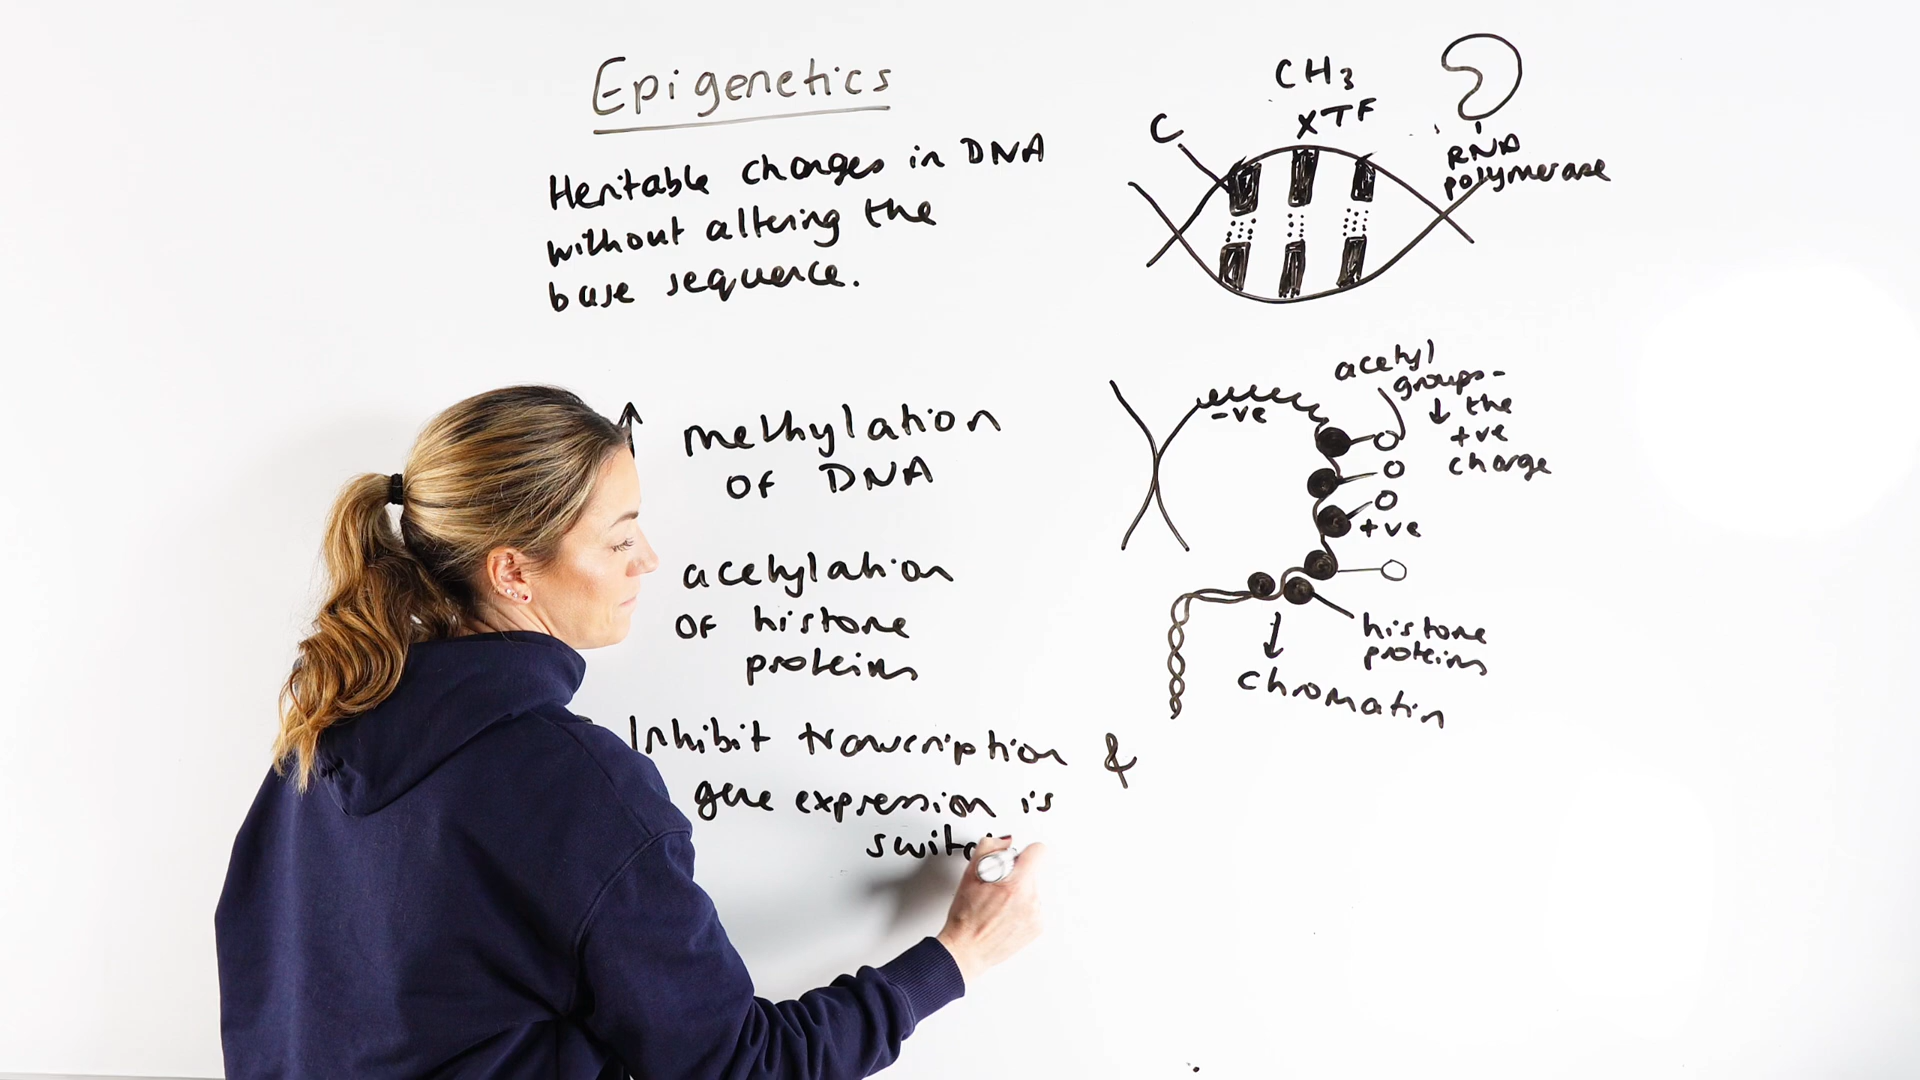 Epigenetics
Heritable changes in DNA
without altering the
base sequence.
↑ methylation
OF DNA
acetylation
OF histone
proteins
Inhibit transcription &
gene expression is
CH3
XTF
C
RNA
polymerase
acetyl
groups -
↓ the
+ve
charge
-ve
+ve
histone
proteins
↓
chromatin